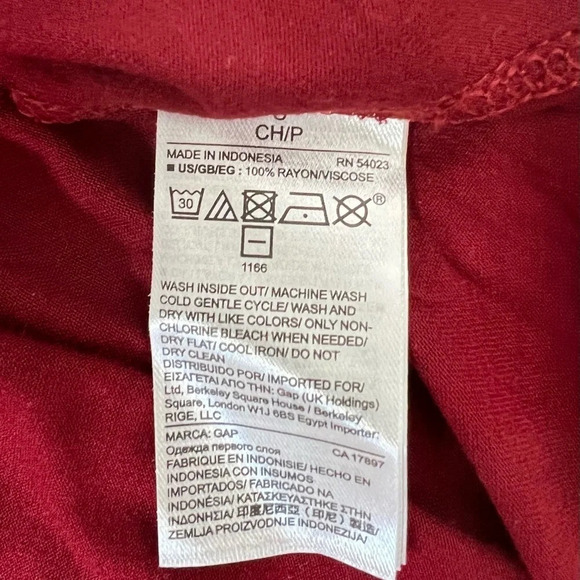 CH/P
MADE IN INDONESIA RN 54023
■ US/GB/EG : 100% RAYON/VISCOSE
30
®
1166
WASH INSIDE OUT/ MACHINE WASH
COLD GENTLE CYCLE/ WASH AND
DRY WITH LIKE COLORS/ ONLY NON-
CHLORINE BLEACH WHEN NEEDED/
DRY FLAT/ COOL IRON/ DO NOT
DRY CLEAN
DISTRIBUIDO POR/ IMPORTED FOR/
ΕΙΣΑΓΕΤΑΙ ΑΠΟ ΤΗΝ: Gap (UK Holdings)
Ltd, Berkeley Square House / Berkeley
Square, London W1J 6BS Egypt Importer:
RIGE, LLC
MARCA: GAP CA 17897
Одежда первого слоя
FABRIQUE EN INDONISIE/ HECHO EN
INDONESIA CON INSUMOS
IMPORTADOS/ FABRICADO NA
INDONÉSIA/ ΚΑΤΑΣΚΕΥΑΣΤΗΚΕ ΣΤΗΝ
ΙΝΔΟΝΗΣΙΑ/ 印度尼西亞（印尼）製造/
ZEMLJA PROIZVODNJE INDONEZIJA/